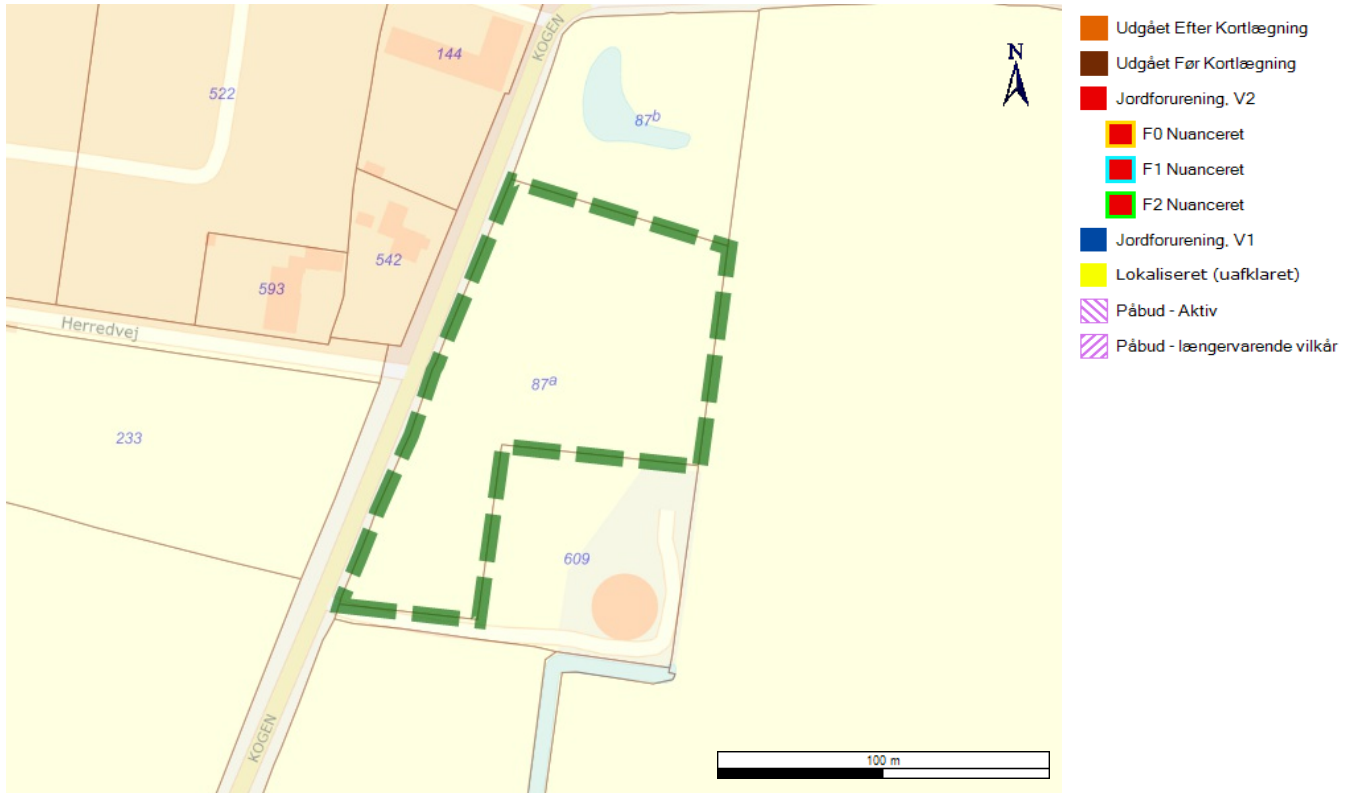 KOGEN
144
522
87b
542
593
Herredvej
87a
233
609
KOGEN
N
100 m
Udgået Efter Kortlægning
Udgået Før Kortlægning
Jordforurening, V2
F0 Nuanceret
F1 Nuanceret
F2 Nuanceret
Jordforurening, V1
Lokaliseret (uafklaret)
Påbud - Aktiv
Påbud - længervarende vilkår